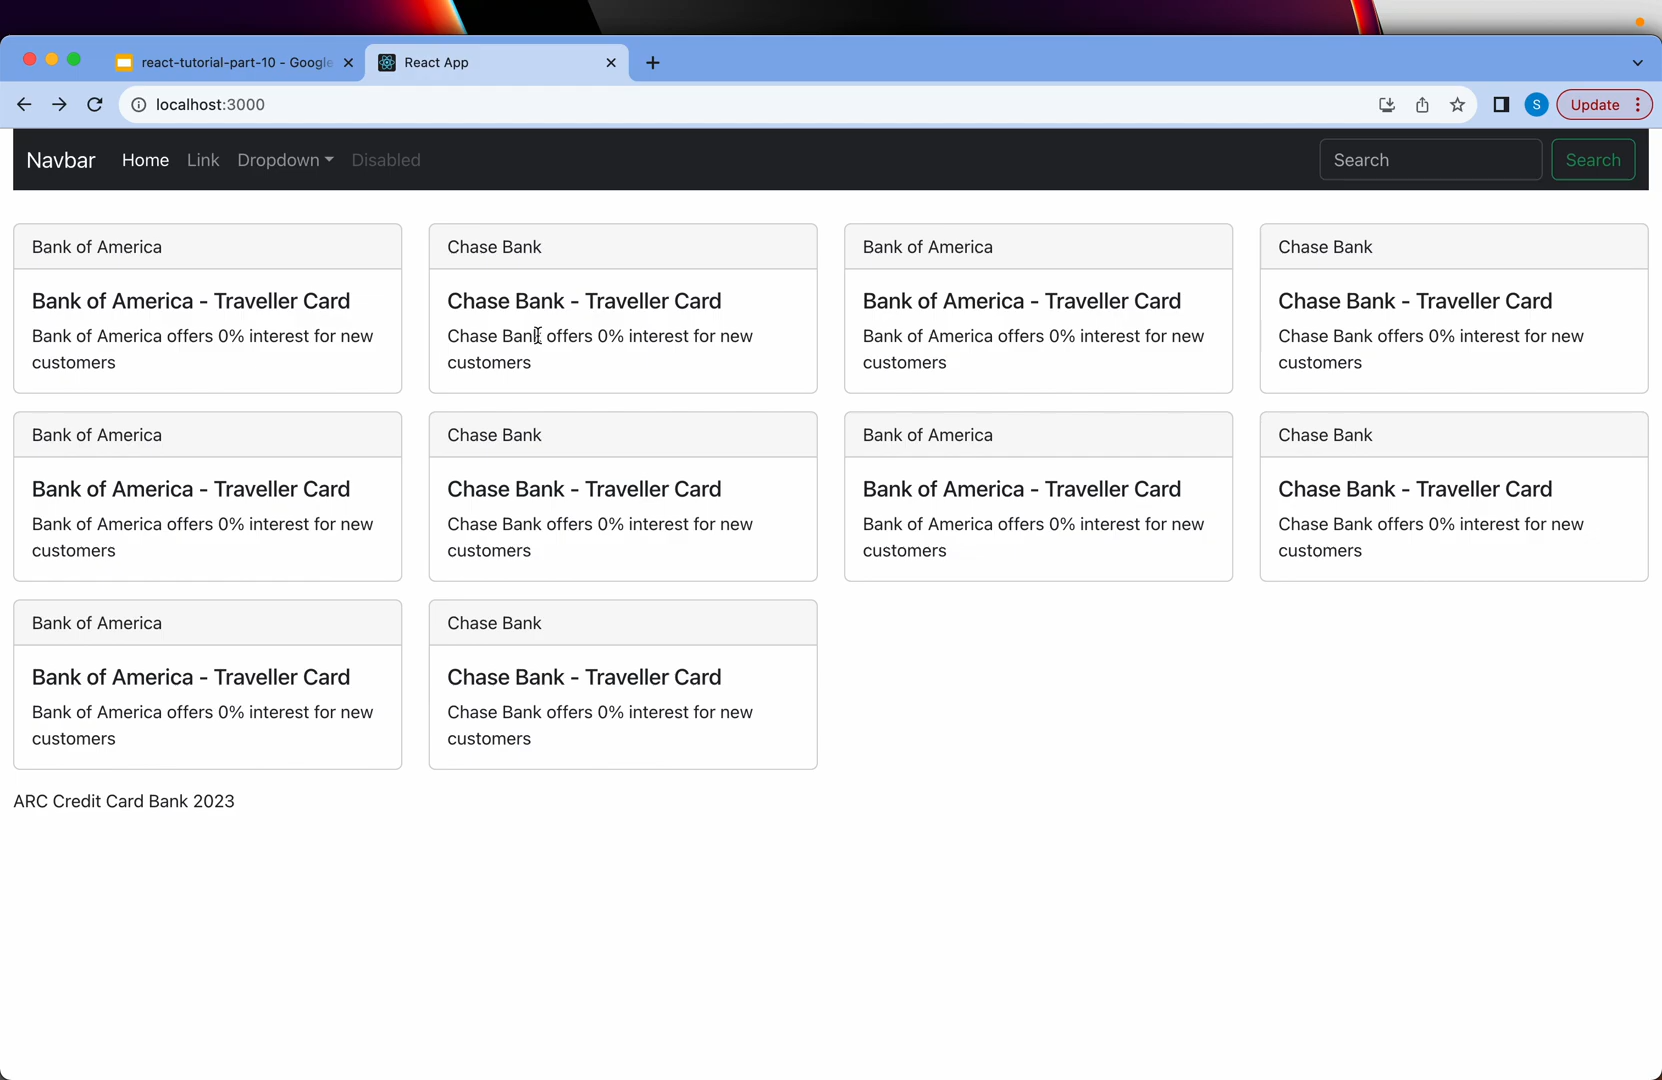 react-tutorial-part-10 - Google
React App
localhost:3000
S
Update
Navbar Home Link Dropdown Disabled
Search
Search
Bank of America
Bank of America - Traveller Card
Bank of America offers 0% interest for new
customers
Chase Bank
Chase Bank - Traveller Card
Chase Bank offers 0% interest for new
customers
Bank of America
Bank of America - Traveller Card
Bank of America offers 0% interest for new
customers
Chase Bank
Chase Bank - Traveller Card
Chase Bank offers 0% interest for new
customers
Bank of America
Bank of America - Traveller Card
Bank of America offers 0% interest for new
customers
Chase Bank
Chase Bank - Traveller Card
Chase Bank offers 0% interest for new
customers
Bank of America
Bank of America - Traveller Card
Bank of America offers 0% interest for new
customers
Chase Bank
Chase Bank - Traveller Card
Chase Bank offers 0% interest for new
customers
Bank of America
Bank of America - Traveller Card
Bank of America offers 0% interest for new
customers
Chase Bank
Chase Bank - Traveller Card
Chase Bank offers 0% interest for new
customers
ARC Credit Card Bank 2023